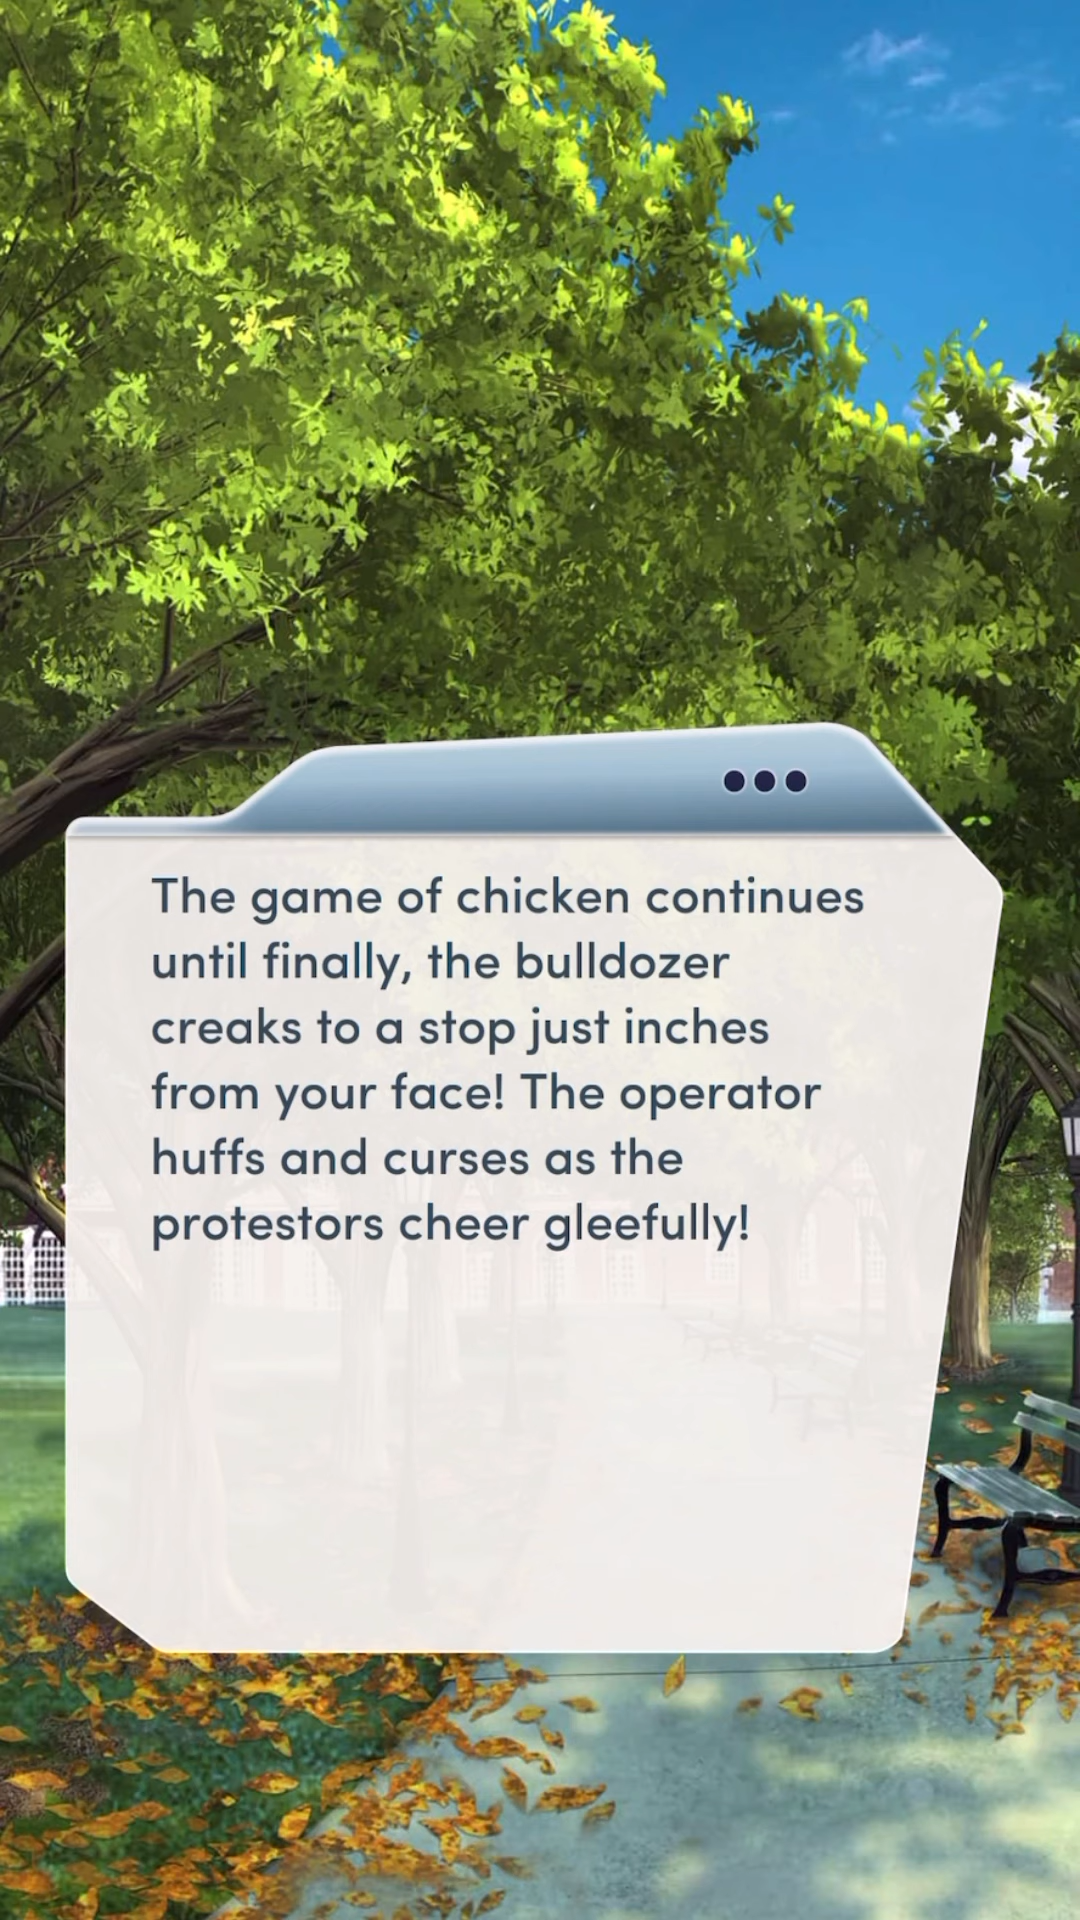 The game of chicken continues
until finally, the bulldozer
creaks to a stop just inches
from your face! The operator
huffs and curses as the
protestors cheer gleefully!